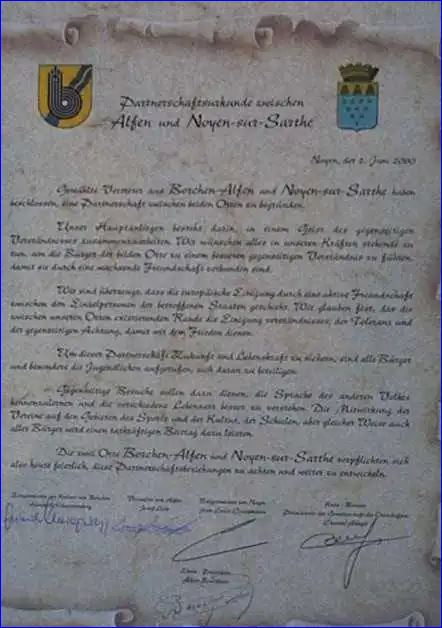 Partnerschaftsurkunde zwischen
Alfen und Noyen-sur-Sarthe
Noyen, der 2. Juni 2000
Gewählte Vertreter aus Borchen-Alfen und Noyen-sur-Sarthe haben
beschlossen, eine Partnerschaft zwischen beiden Orten zu begründen.
Unser Hauptanliegen besteht darin, in einem Geist des gegenseitigen
Verständnisses zusammenzuarbeiten. Wir wünschen alles in unseren Kräften stehende zu
tun, um die Bürger der beiden Orte zu einem besseren gegenseitigen Verständnis zu führen,
damit sie durch eine wachsende Freundschaft verbunden sind.
Wir sind überzeugt, dass die europäische Einigung durch eine aktive Freundschaft
zwischen den Einzelpersonen der betroffenen Staaten geschieht. Wir glauben fest, dass die
zwischen unseren Orten existierenden Bande die Einigung der Toleranz und
der gegenseitigen Achtung, damit wir dem Frieden dienen.
Um dieser Partnerschaft Zukunft und Lebenskraft zu sichern, sind alle Bürger
und besonders die Jugendlichen aufgerufen, sich daran zu beteiligen.
Gegenseitige Besuche sollen dazu dienen, die Sprache des anderen Volkes
kennenzulernen und die verschiedene Lebensart besser zu verstehen. Die Mitwirkung der
Vereine auf den Gebieten des Sports und der Kultur, der Schulen, aber gleicher Weise auch
aller Bürger wird einen tatkräftigen Beitrag dazu leisten.
Die zwei Orte Borchen-Alfen und Noyen-sur-Sarthe verpflichten sich
also heute feierlich, diese Partnerschaftsbeziehungen zu achten und weiter zu entwickeln.